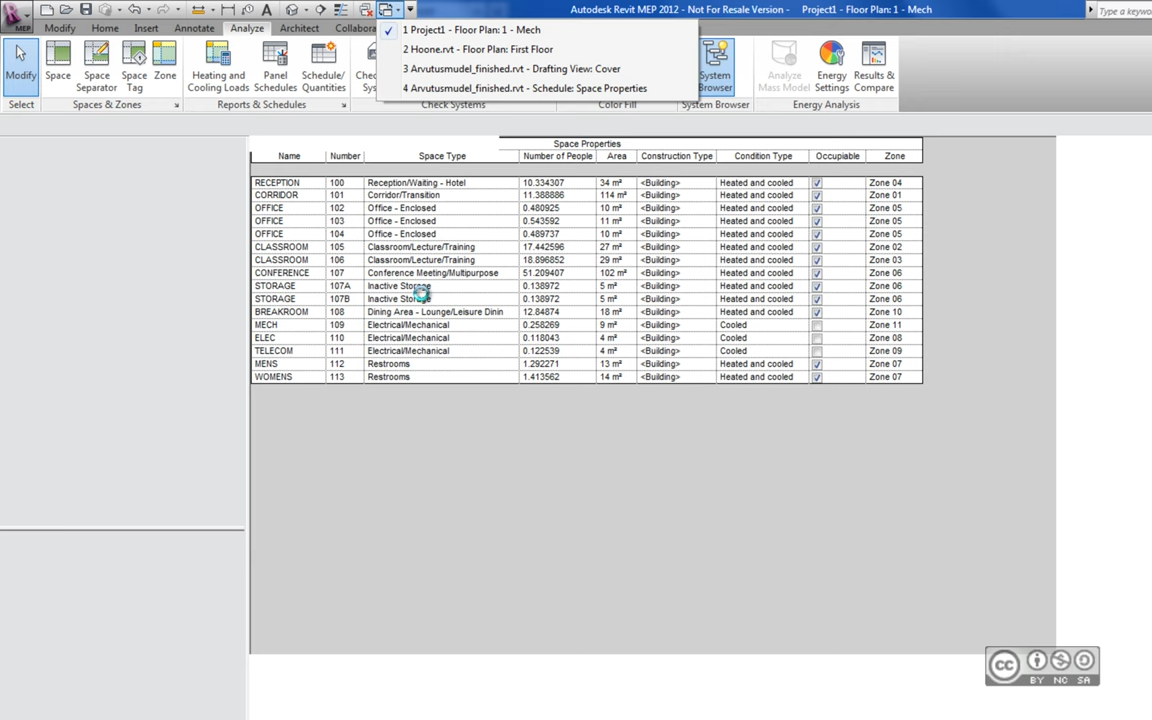 Autodesk Revit MEP 2012 - Not For Resale Version - Project1 - Floor Plan: 1 - Mech
Type a keywo
MEP Modify Home Insert Annotate Analyze Architect Collabora
1 Project1 - Floor Plan: 1 - Mech
2 Hoone.rvt - Floor Plan: First Floor
3 Arvutusmudel_finished.rvt - Drafting View: Cover
4 Arvutusmudel_finished.rvt - Schedule: Space Properties
Modify Space Space Separator Space Tag Zone Heating and Cooling Loads Panel Schedules Schedule/ Quantities System Browser Analyze Mass Model Energy Settings Results & Compare
Select Spaces & Zones Reports & Schedules Check Systems Color Fill System Browser Energy Analysis
Space Properties
Name Number Space Type Number of People Area Construction Type Condition Type Occupiable Zone
RECEPTION 100 Reception/Waiting - Hotel 10.334307 34 m² <Building> Heated and cooled Zone 04
CORRIDOR 101 Corridor/Transition 11.388886 114 m² <Building> Heated and cooled Zone 01
OFFICE 102 Office - Enclosed 0.480925 10 m² <Building> Heated and cooled Zone 05
OFFICE 103 Office - Enclosed 0.543592 11 m² <Building> Heated and cooled Zone 05
OFFICE 104 Office - Enclosed 0.489737 10 m² <Building> Heated and cooled Zone 05
CLASSROOM 105 Classroom/Lecture/Training 17.442596 27 m² <Building> Heated and cooled Zone 02
CLASSROOM 106 Classroom/Lecture/Training 18.896852 29 m² <Building> Heated and cooled Zone 03
CONFERENCE 107 Conference Meeting/Multipurpose 51.209407 102 m² <Building> Heated and cooled Zone 06
STORAGE 107A Inactive Storage 0.138972 5 m² <Building> Heated and cooled Zone 06
STORAGE 107B Inactive Storage 0.138972 5 m² <Building> Heated and cooled Zone 06
BREAKROOM 108 Dining Area - Lounge/Leisure Dinin 12.84874 18 m² <Building> Heated and cooled Zone 10
MECH 109 Electrical/Mechanical 0.258269 9 m² <Building> Cooled Zone 11
ELEC 110 Electrical/Mechanical 0.118043 4 m² <Building> Cooled Zone 08
TELECOM 111 Electrical/Mechanical 0.122539 4 m² <Building> Cooled Zone 09
MENS 112 Restrooms 1.292271 13 m² <Building> Heated and cooled Zone 07
WOMENS 113 Restrooms 1.413562 14 m² <Building> Heated and cooled Zone 07
cc BY NC SA